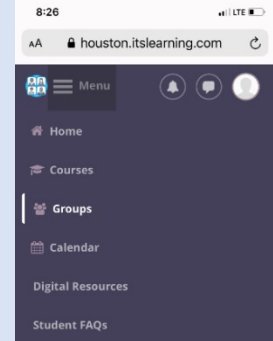 8:26 LTE
AA houston.itslearning.com
Menu
Home
Courses
Groups
Calendar
Digital Resources
Student FAQs